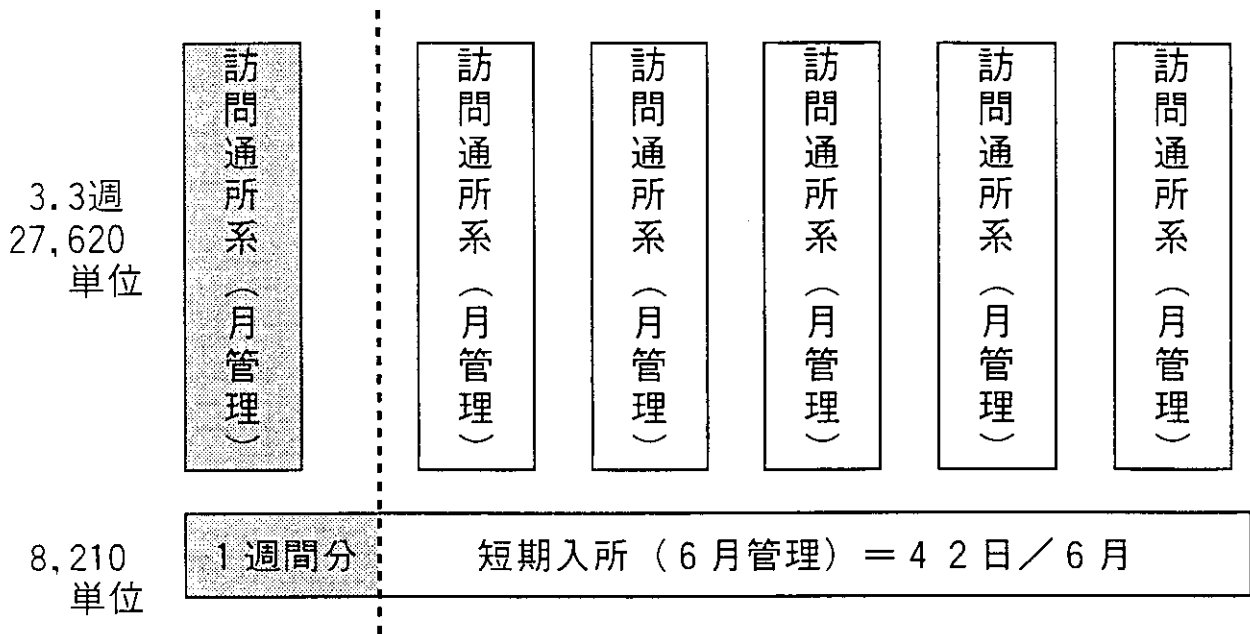 訪問通所系（月管理）
訪問通所系（月管理）
訪問通所系（月管理）
訪問通所系（月管理）
訪問通所系（月管理）
訪問通所系（月管理）
3.3週
27,620
単位
8,210
単位
1週間分
短期入所（6月管理）＝42日／6月